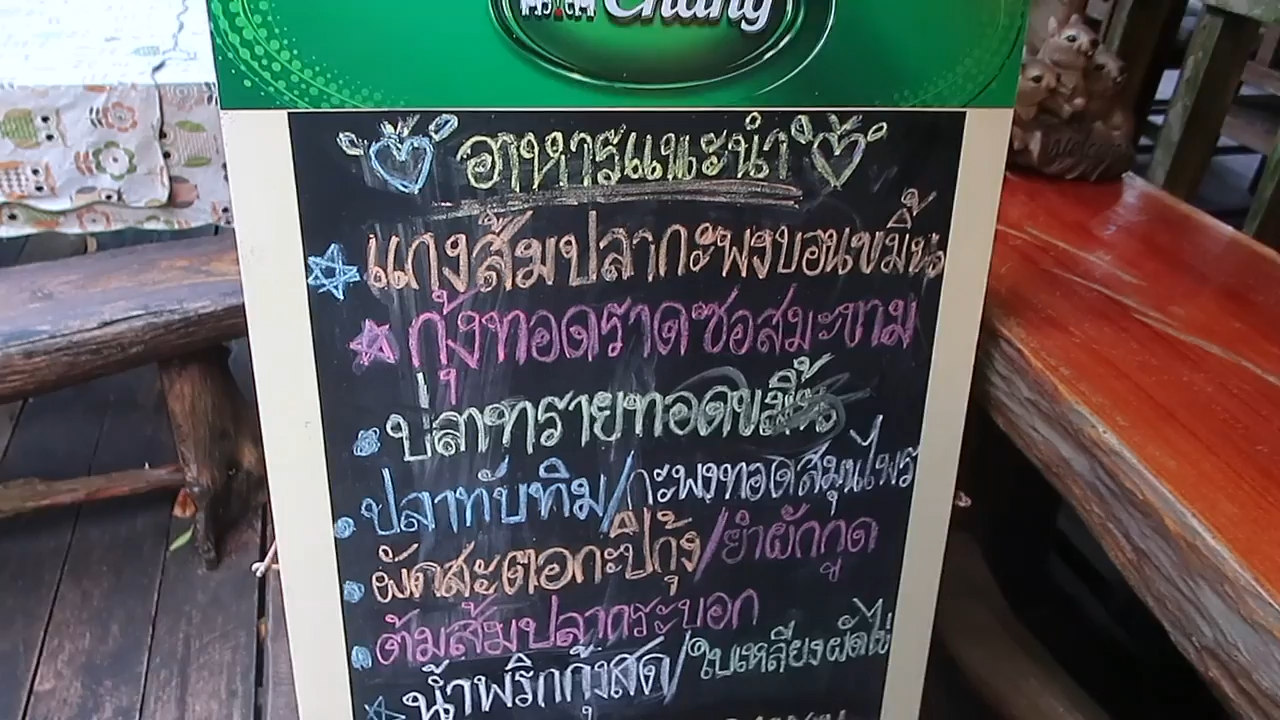 Chang
อาหารแนะนำ
แกงส้มปลากะพงบอนขมิ้น
กุ้งทอดราดซอสมะขาม
ปลาทรายทอดขมิ้น
ปลาทับทิม/กะพงทอดสมุนไพร
ผัดสะตอกะปิกุ้ง/ยำผักกูด
ต้มส้มปลากระบอก
น้ำพริกกุ้งสด/ใบเหลียงผัดไข่